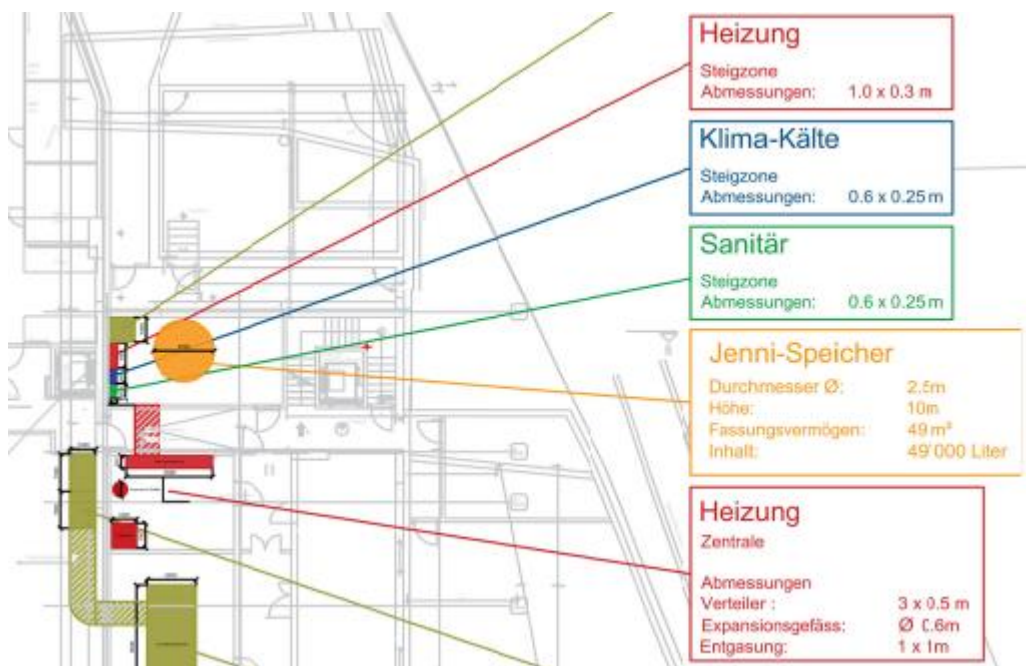 Heizung
Steigzone
Abmessungen: 1.0 x 0.3 m
Klima-Kälte
Steigzone
Abmessungen: 0.6 x 0.25 m
Sanitär
Steigzone
Abmessungen: 0.6 x 0.25 m
Jenni-Speicher
Durchmesser Ø: 2.5m
Höhe: 10m
Fassungsvermögen: 49 m³
Inhalt: 49'000 Liter
Heizung
Zentrale
Abmessungen
Verteiler : 3 x 0.5 m
Expansionsgefäss: Ø 0.6m
Entgasung: 1 x 1m